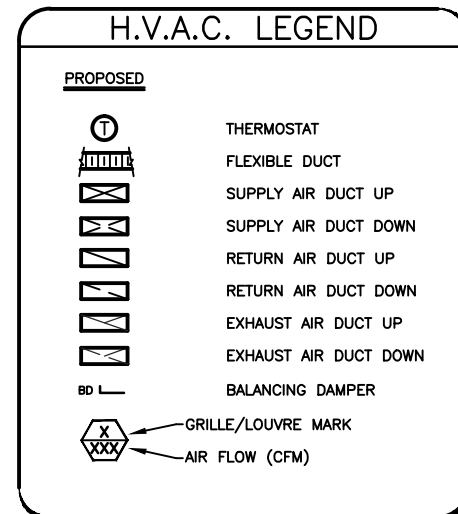 H.V.A.C. LEGEND
PROPOSED
T THERMOSTAT
FLEXIBLE DUCT
SUPPLY AIR DUCT UP
SUPPLY AIR DUCT DOWN
RETURN AIR DUCT UP
RETURN AIR DUCT DOWN
EXHAUST AIR DUCT UP
EXHAUST AIR DUCT DOWN
BD BALANCING DAMPER
X GRILLE/LOUVRE MARK
XXX AIR FLOW (CFM)